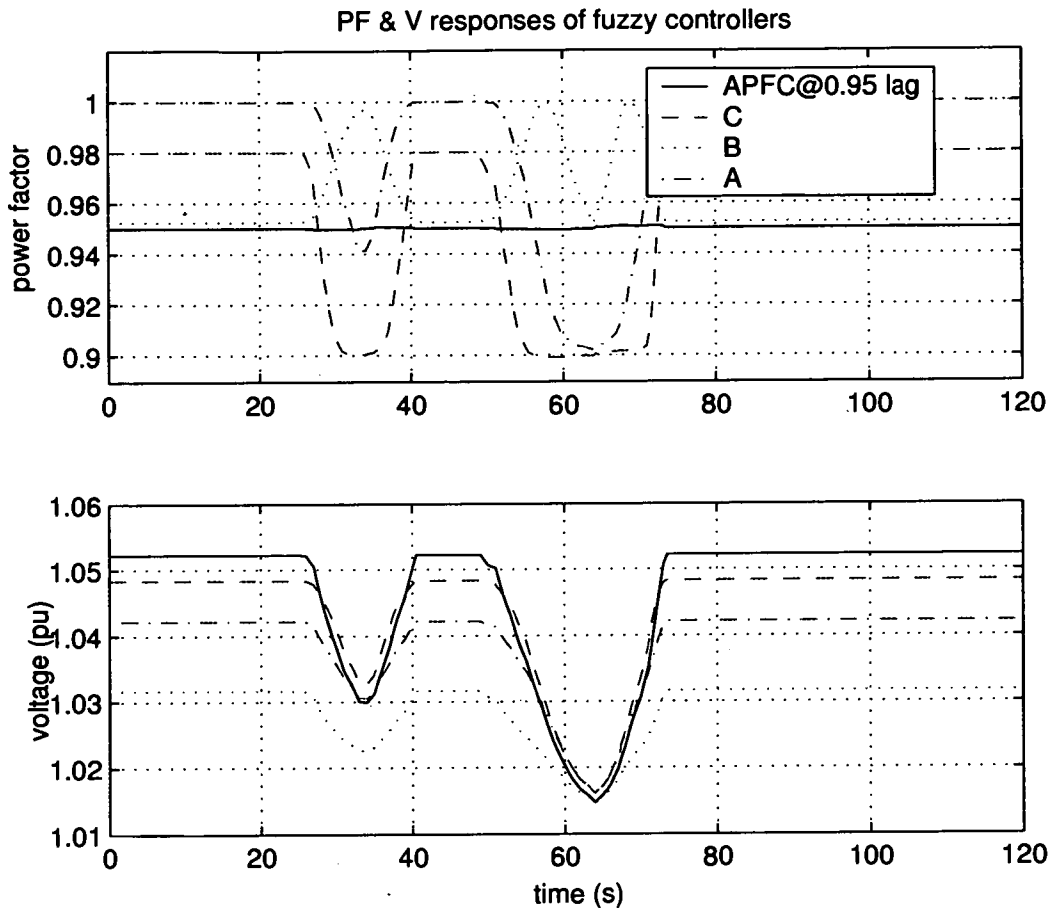 PF & V responses of fuzzy controllers
power factor
1
0.98
0.96
0.94
0.92
0.9
APFC@0.95 lag
C
B
A
0 20 40 60 80 100 120
voltage (pu)
1.06
1.05
1.04
1.03
1.02
1.01
0 20 40 60 80 100 120
time (s)